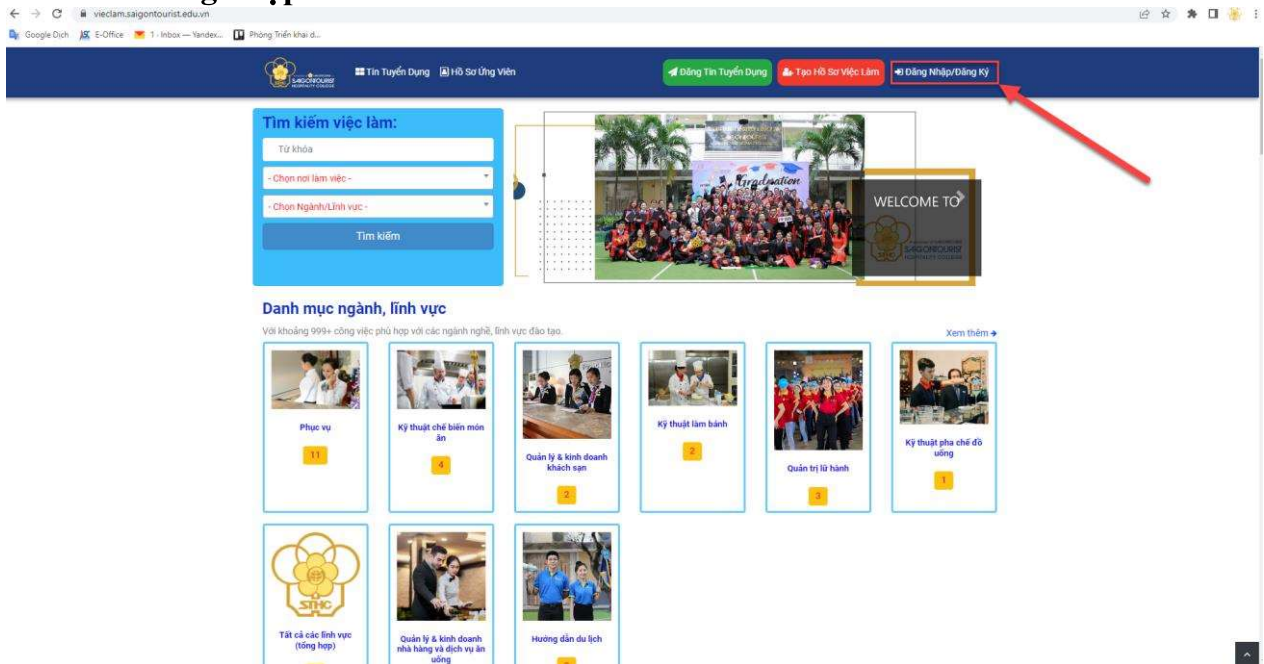 vieclam.saigontourist.edu.vn
Google Dịch E-Office 1 · Inbox — Yandex... Phòng Triển khai d...
SAIGONTOURIST
HOSPITALITY COLLEGE
Tin Tuyển Dụng Hồ Sơ Ứng Viên Đăng Tin Tuyển Dụng Tạo Hồ Sơ Việc Làm Đăng Nhập/Đăng Ký
Tìm kiếm việc làm:
Từ khóa
- Chọn nơi làm việc -
- Chọn Ngành/Lĩnh vực -
Tìm kiếm
Graduation
WELCOME TO
SAIGONTOURIST
HOSPITALITY COLLEGE
Danh mục ngành, lĩnh vực
Với khoảng 999+ công việc phù hợp với các ngành nghề, lĩnh vực đào tạo.
Xem thêm
Phục vụ
11
Kỹ thuật chế biến món
ăn
4
Quản lý & kinh doanh
khách sạn
2
Kỹ thuật làm bánh
2
Quản trị lữ hành
3
Kỹ thuật pha chế đồ
uống
1
STHC
Tất cả các lĩnh vực
(tổng hợp)
Quản lý & kinh doanh
nhà hàng và dịch vụ ăn
uống
Hướng dẫn du lịch